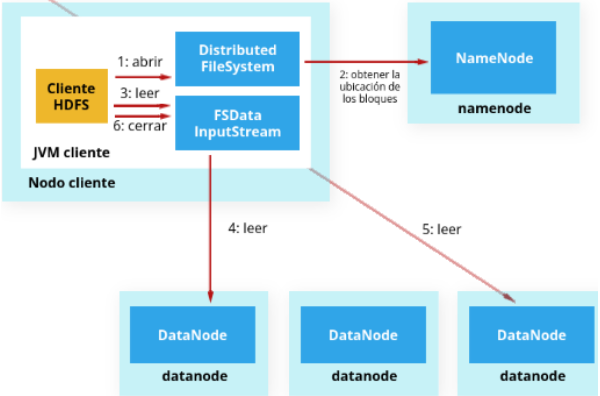 Distributed
FileSystem
1: abrir
Cliente
HDFS
3: leer
6: cerrar
FSData
InputStream
JVM cliente
Nodo cliente
2: obtener la
ubicación de
los bloques
NameNode
namenode
4: leer
5: leer
DataNode
datanode
DataNode
datanode
DataNode
datanode